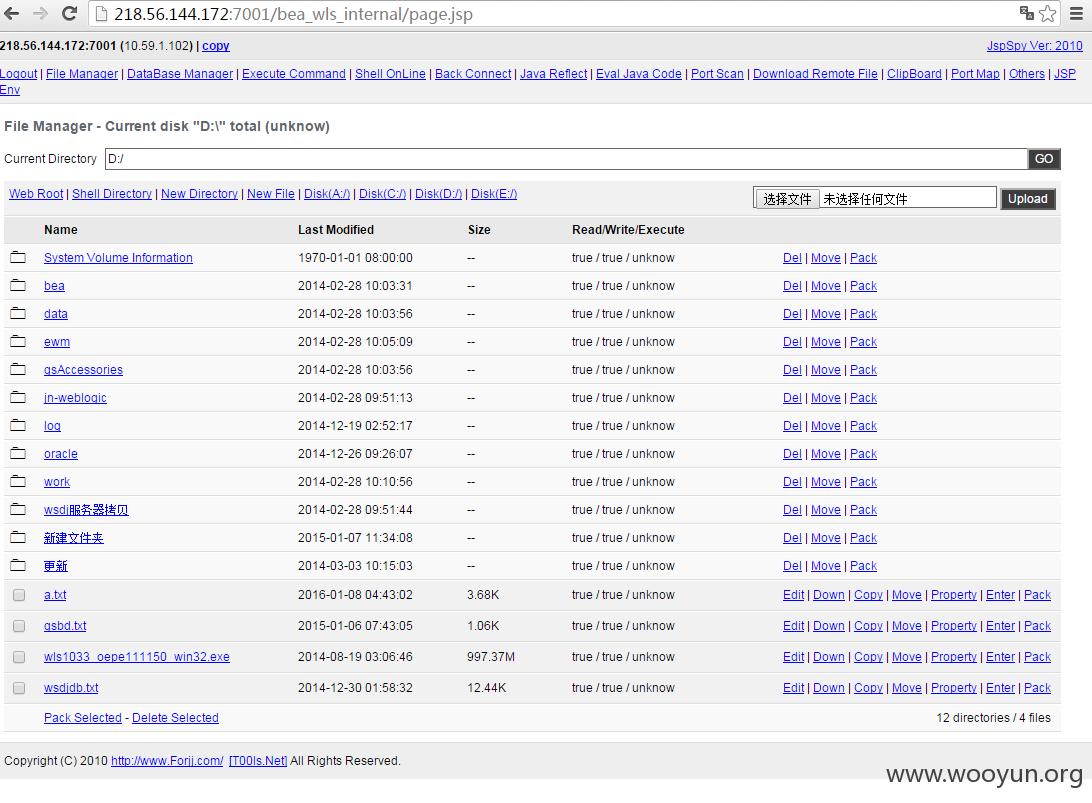 218.56.144.172:7001/bea_wls_internal/page.jsp
218.56.144.172:7001 (10.59.1.102) | copy JspSpy Ver: 2010
Logout | File Manager | DataBase Manager | Execute Command | Shell OnLine | Back Connect | Java Reflect | Eval Java Code | Port Scan | Download Remote File | ClipBoard | Port Map | Others | JSP
Env
File Manager - Current disk "D:\" total (unknow)
Current Directory D:/ GO
Web Root | Shell Directory | New Directory | New File | Disk(A:/) | Disk(C:/) | Disk(D:/) | Disk(E:/) 选择文件 未选择任何文件 Upload
Name Last Modified Size Read/Write/Execute
System Volume Information 1970-01-01 08:00:00 -- true / true / unknow Del | Move | Pack
bea 2014-02-28 10:03:31 -- true / true / unknow Del | Move | Pack
data 2014-02-28 10:03:56 -- true / true / unknow Del | Move | Pack
ewm 2014-02-28 10:05:09 -- true / true / unknow Del | Move | Pack
gsAccessories 2014-02-28 10:03:56 -- true / true / unknow Del | Move | Pack
jn-weblogic 2014-02-28 09:51:13 -- true / true / unknow Del | Move | Pack
log 2014-12-19 02:52:17 -- true / true / unknow Del | Move | Pack
oracle 2014-12-26 09:26:07 -- true / true / unknow Del | Move | Pack
work 2014-02-28 10:10:56 -- true / true / unknow Del | Move | Pack
wsdj服务器拷贝 2014-02-28 09:51:44 -- true / true / unknow Del | Move | Pack
新建文件夹 2015-01-07 11:34:08 -- true / true / unknow Del | Move | Pack
更新 2014-03-03 10:15:03 -- true / true / unknow Del | Move | Pack
a.txt 2016-01-08 04:43:02 3.68K true / true / unknow Edit | Down | Copy | Move | Property | Enter | Pack
gsbd.txt 2015-01-06 07:43:05 1.06K true / true / unknow Edit | Down | Copy | Move | Property | Enter | Pack
wls1033_oepe111150_win32.exe 2014-08-19 03:06:46 997.37M true / true / unknow Edit | Down | Copy | Move | Property | Enter | Pack
wsdjdb.txt 2014-12-30 01:58:32 12.44K true / true / unknow Edit | Down | Copy | Move | Property | Enter | Pack
Pack Selected - Delete Selected 12 directories / 4 files
Copyright (C) 2010 http://www.Forjj.com/ [T00ls.Net] All Rights Reserved.
www.wooyun.org